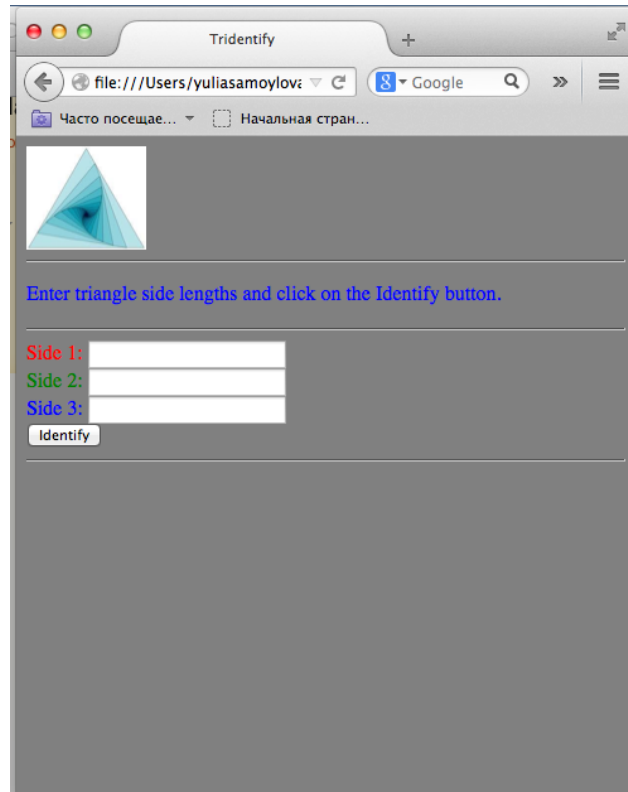 Tridentify
file:///Users/yuliasamoylova
Google
Часто посещае...
Начальная стран...
Enter triangle side lengths and click on the Identify button.
Side 1:
Side 2:
Side 3:
Identify